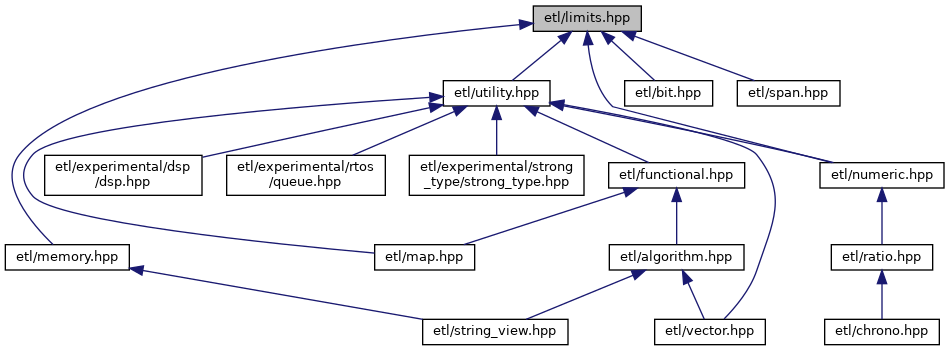 etl/limits.hpp
etl/utility.hpp
etl/bit.hpp
etl/span.hpp
etl/experimental/dsp
/dsp.hpp
etl/experimental/rtos
/queue.hpp
etl/experimental/strong
_type/strong_type.hpp
etl/functional.hpp
etl/numeric.hpp
etl/memory.hpp
etl/map.hpp
etl/algorithm.hpp
etl/ratio.hpp
etl/string_view.hpp
etl/vector.hpp
etl/chrono.hpp